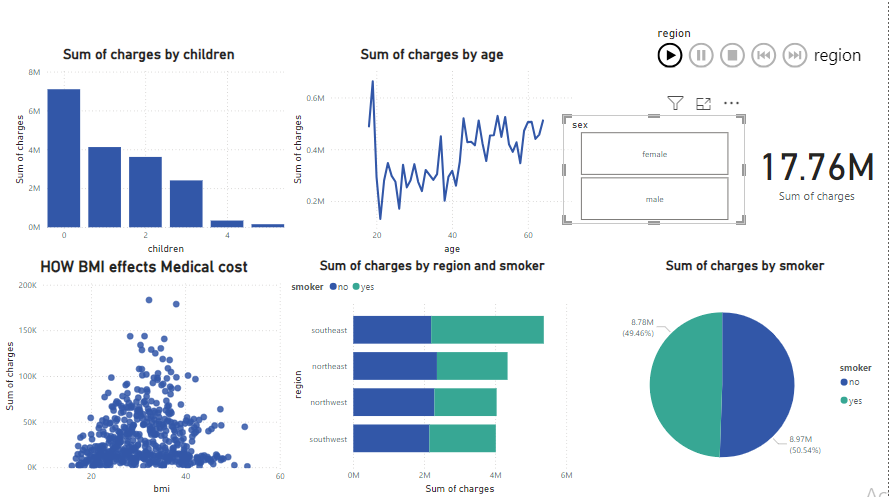 region
region
Sum of charges by children
8M
6M
4M
2M
0M
Sum of charges
0
2
4
children
Sum of charges by age
0.6M
0.4M
0.2M
Sum of charges
20
40
60
age
sex
female
male
17.76M
Sum of charges
HOW BMI effects Medical cost
200K
150K
100K
50K
0K
Sum of charges
20
40
60
bmi
Sum of charges by region and smoker
smoker
no
yes
southeast
northeast
northwest
southwest
region
0M
2M
4M
6M
Sum of charges
Sum of charges by smoker
8.78M
(49.46%)
8.97M
(50.54%)
smoker
no
yes